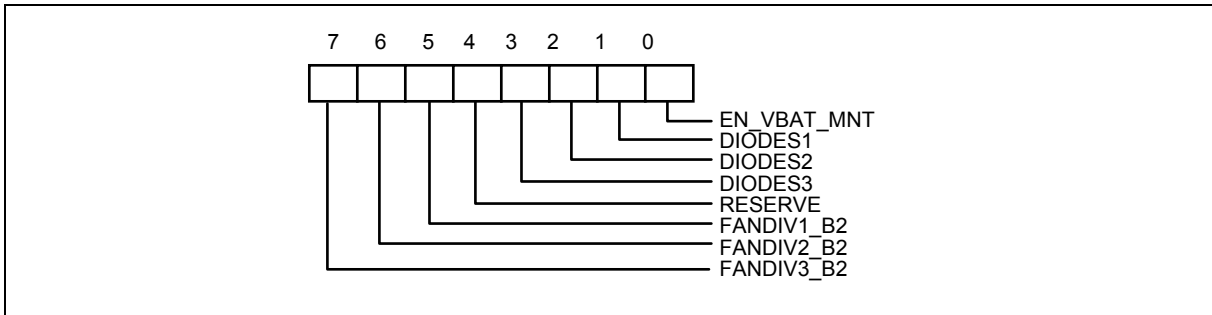 7 6 5 4 3 2 1 0
EN_VBAT_MNT
DIODES1
DIODES2
DIODES3
RESERVE
FANDIV1_B2
FANDIV2_B2
FANDIV3_B2